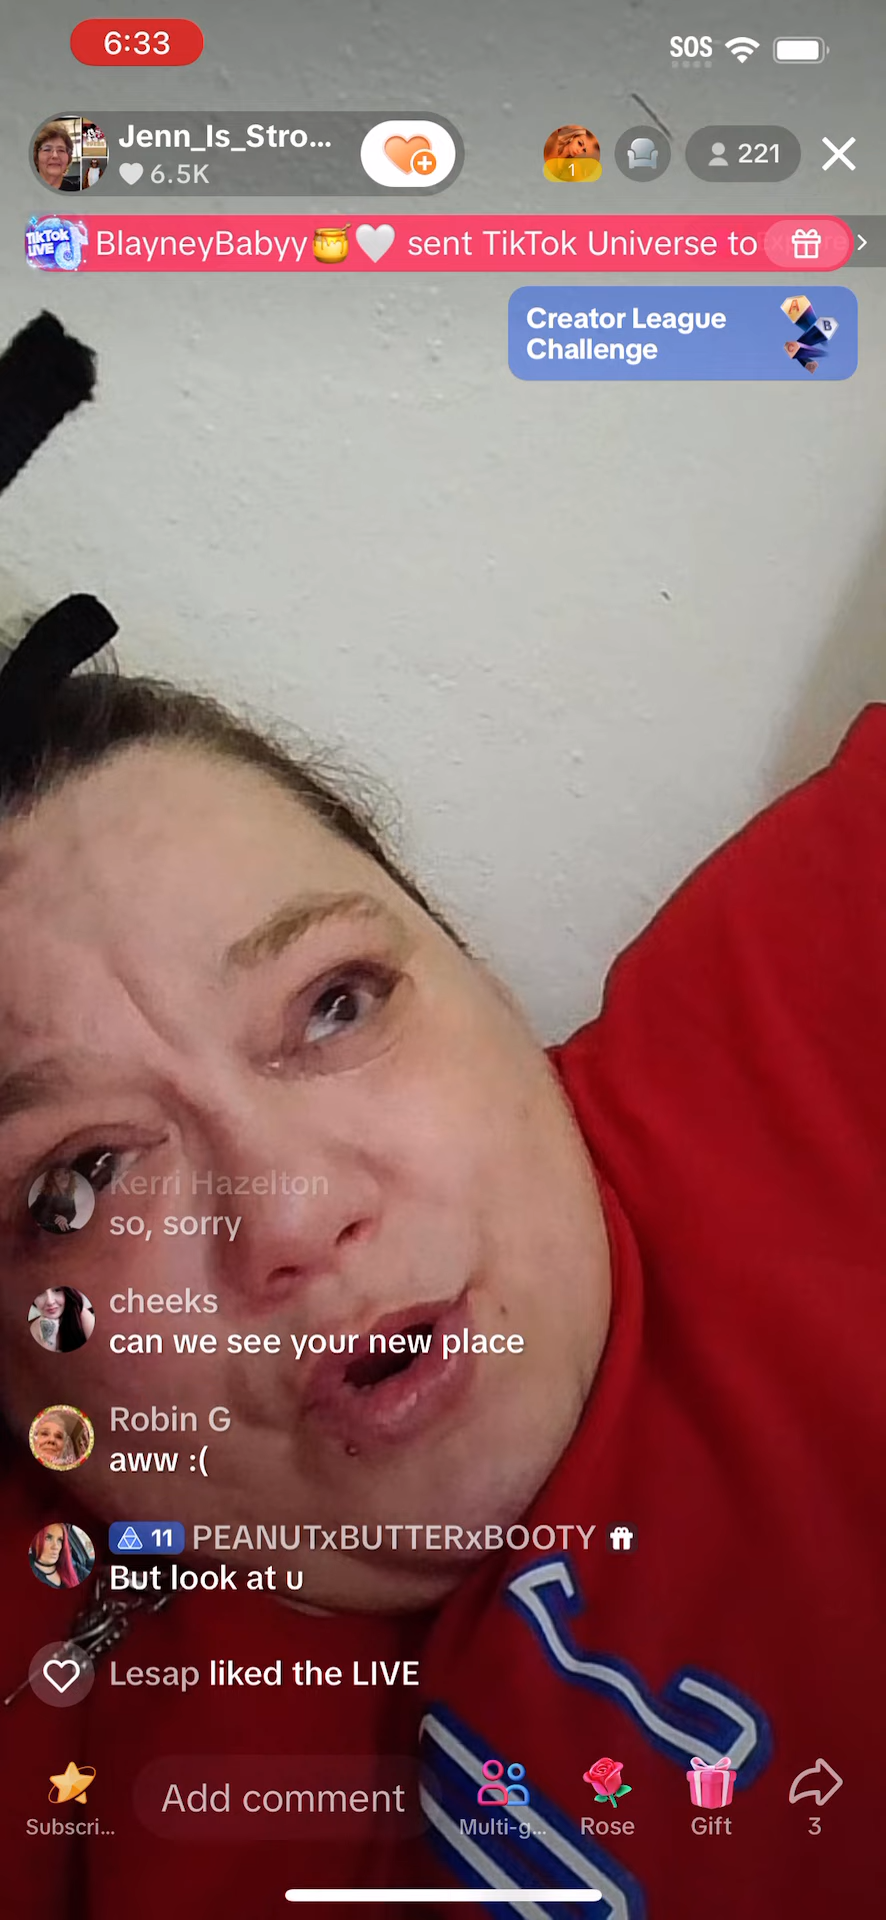 6:33
SOS
Jenn_Is_Stro...
6.5K
1
221
TikTok LIVE
BlayneyBabyy🍯🤍 sent TikTok Universe to
Creator League
Challenge
A
B
C
Kerri Hazelton
so, sorry
cheeks
can we see your new place
Robin G
aww :(
11 PEANUTxBUTTERxBOOTY
But look at u
Lesap liked the LIVE
Subscri...
Add comment
Multi-g...
Rose
Gift
3